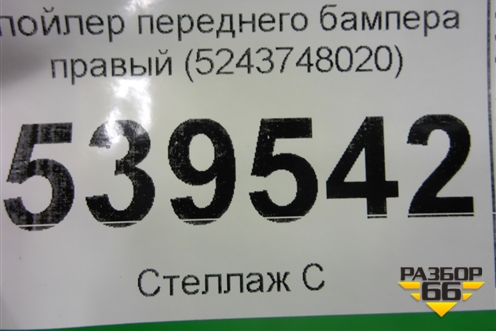 пойлер переднего бампера
правый (5243748020)
539542
Стеллаж С
РАЗБОР
66